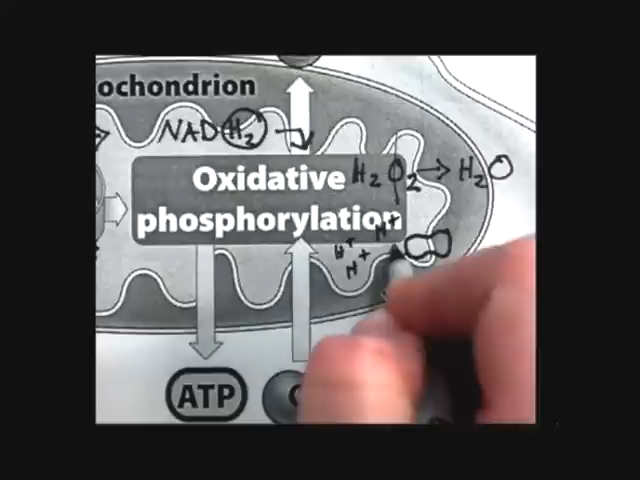 ochondrion
NADH₂
Oxidative
H₂ O₂ → H₂O
phosphorylation
H⁺
H⁺
H⁺
ATP